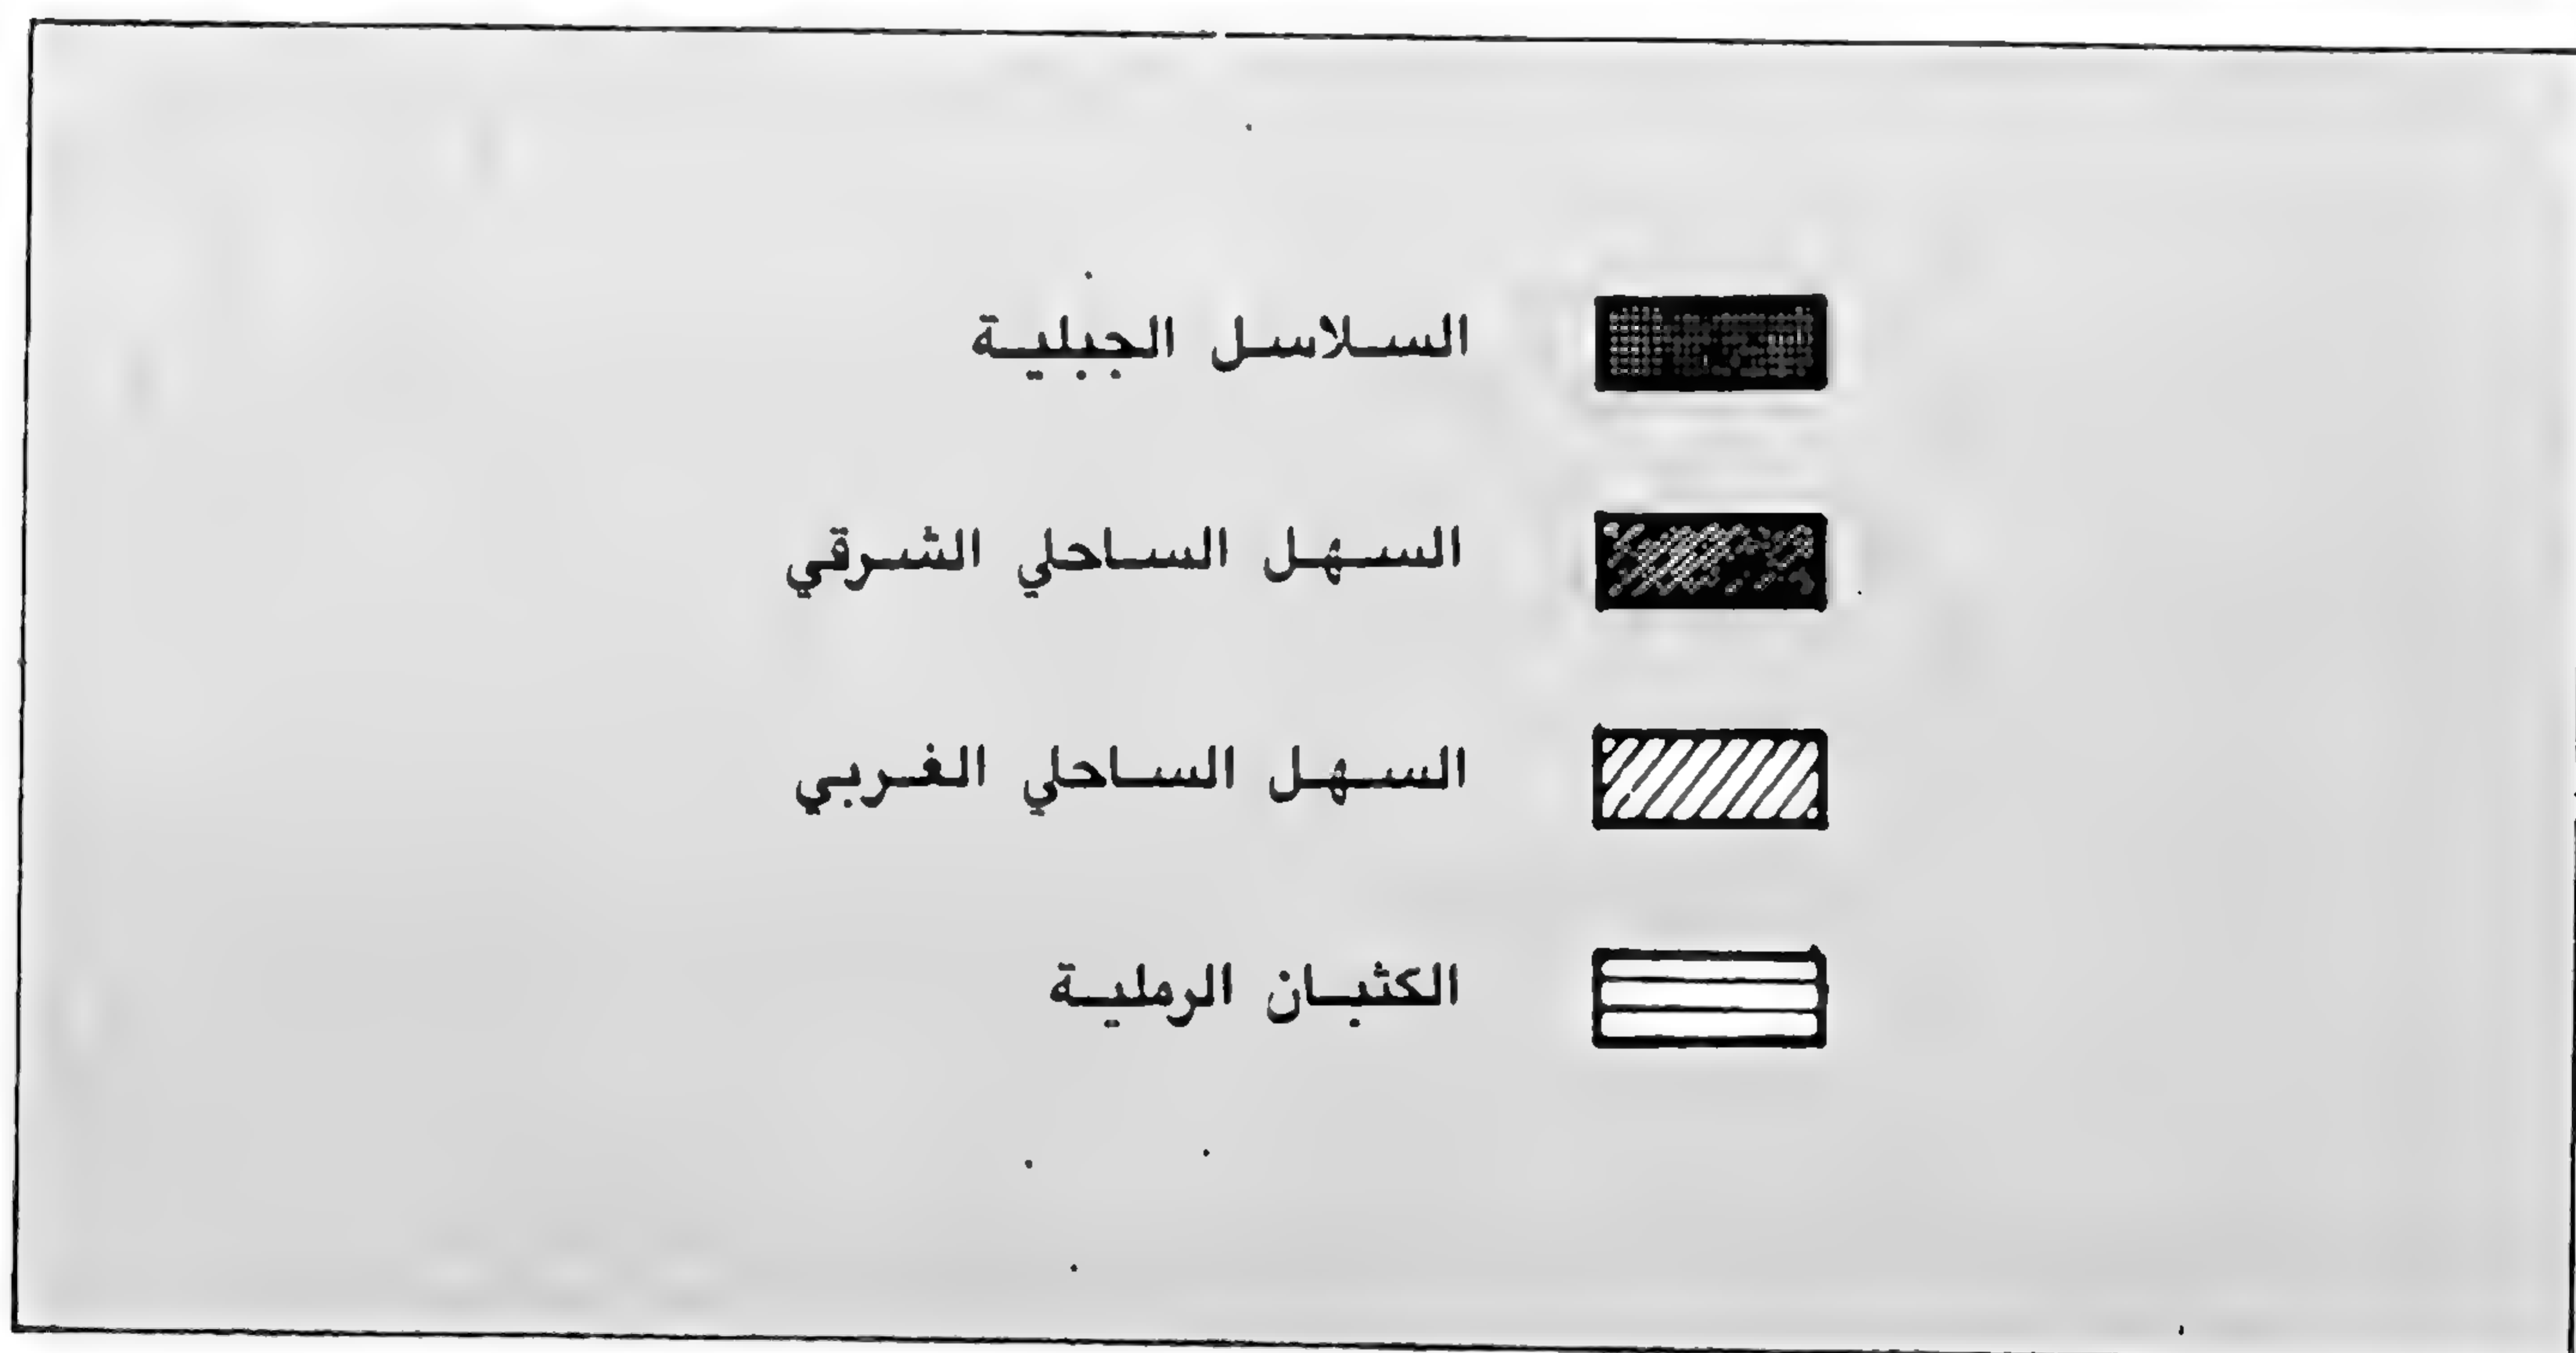 السلاسل الجبلية
السهل الساحلي الشرقي
السهل الساحلي الغربي
الكثبان الرملية